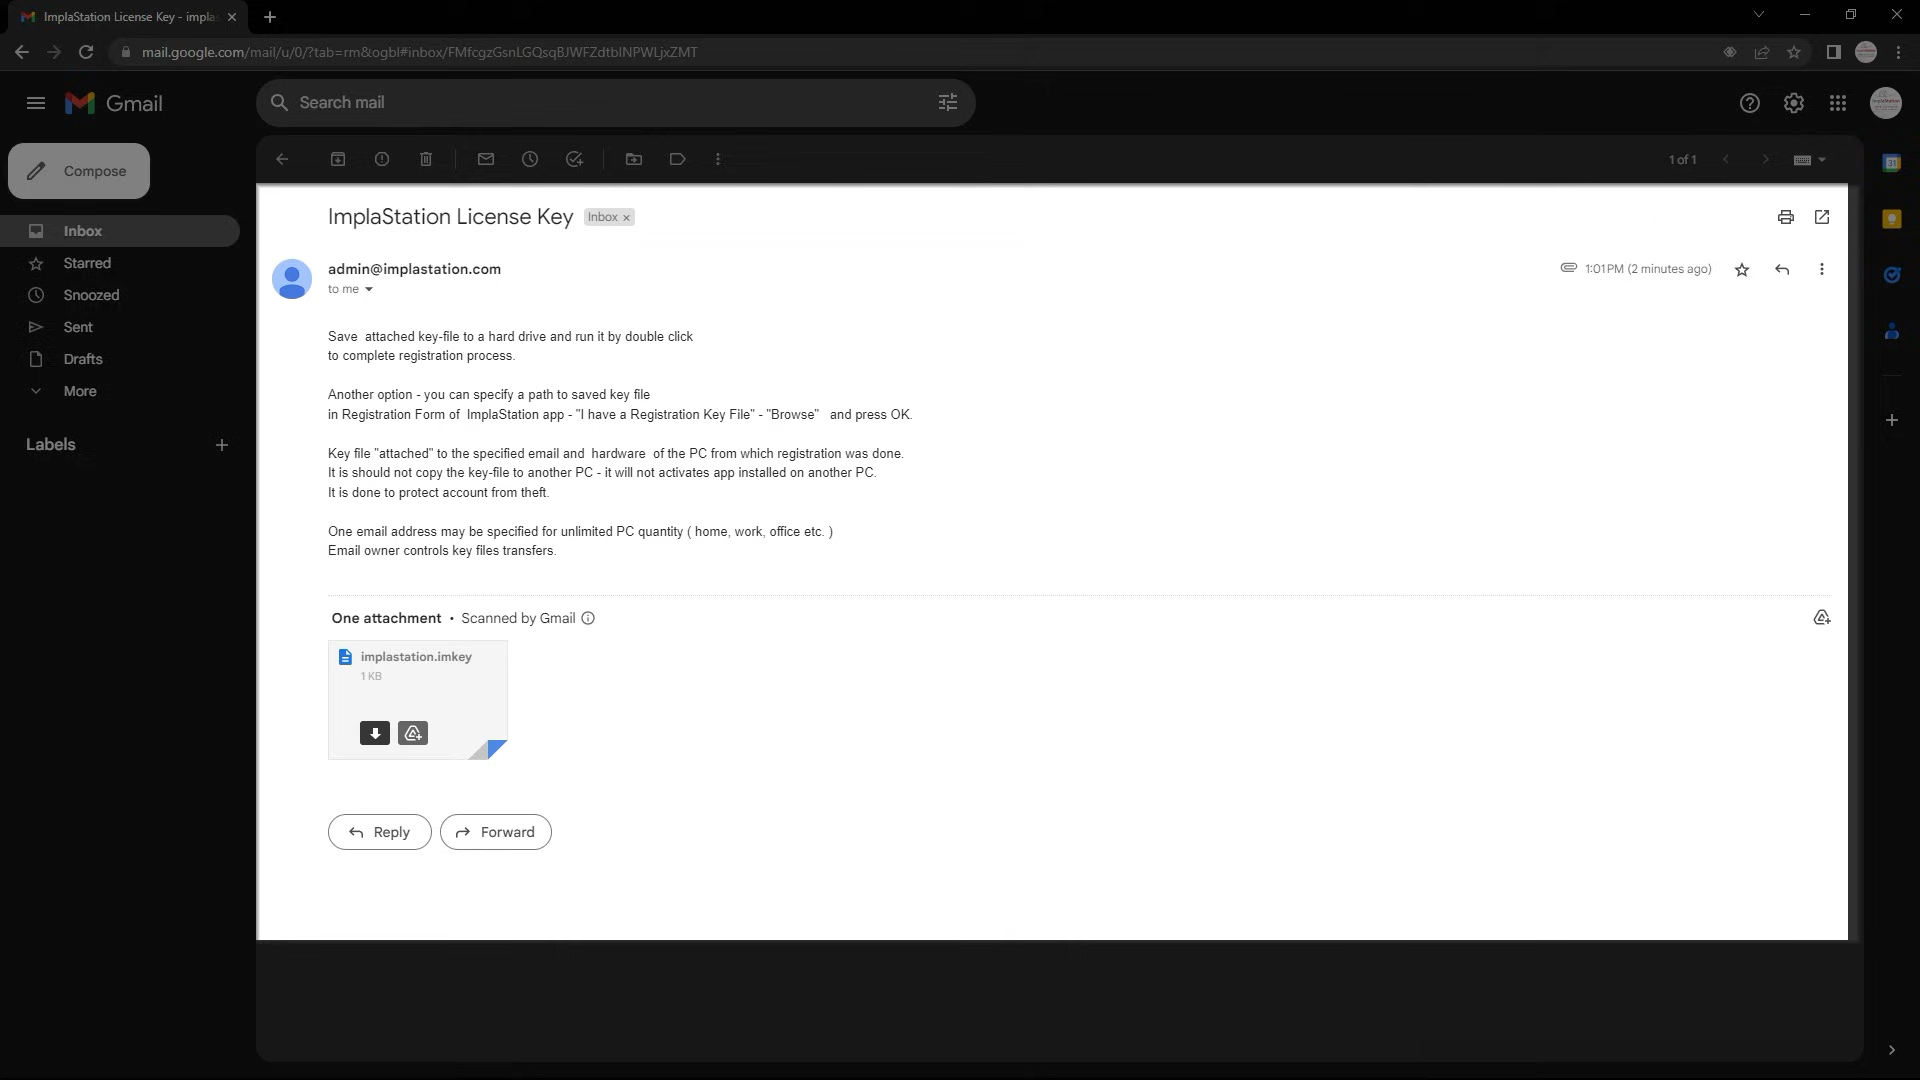 ImplaStation License Key - impla
mail.google.com/mail/u/0/?tab=rm&ogbl#inbox/FMfcgzGsnLGQsqBJWFZdtbINPWLjxZMT
Gmail
Search mail
Compose
1 of 1
31
Inbox
Starred
Snoozed
Sent
Drafts
More
Labels
ImplaStation License Key Inbox
admin@implastation.com
1:01 PM (2 minutes ago)
to me
Save  attached key-file to a hard drive and run it by double click
to complete registration process.
Another option - you can specify a path to saved key file
in Registration Form of  ImplaStation app - "I have a Registration Key File" - "Browse"   and press OK.
Key file "attached" to the specified email and  hardware  of the PC from which registration was done.
It is should not copy the key-file to another PC - it will not activates app installed on another PC.
It is done to protect account from theft.
One email address may be specified for unlimited PC quantity ( home, work, office etc. )
Email owner controls key files transfers.
One attachment • Scanned by Gmail
implastation.imkey
1 KB
Reply
Forward